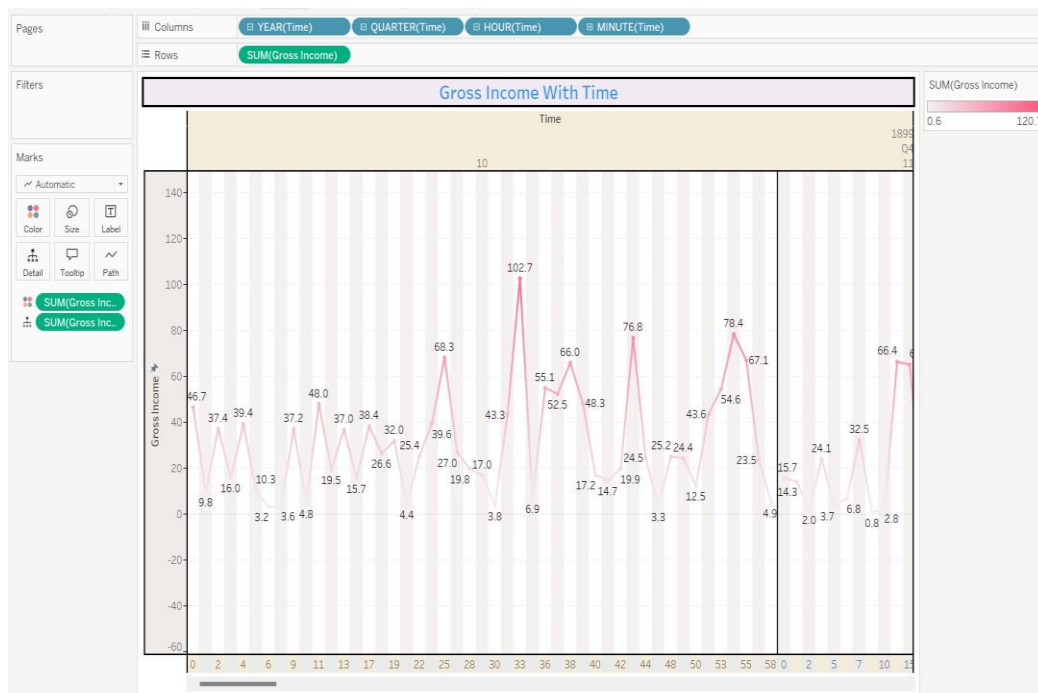 Pages
Columns
YEAR(Time) QUARTER(Time) HOUR(Time) MINUTE(Time)
Rows
SUM(Gross Income)
Filters
Marks
Automatic
Color Size Label
Detail Tooltip Path
SUM(Gross Inc..
SUM(Gross Inc..
Gross Income With Time
Time
1899
Q4
10 11
Gross Income
140
120
100
80
60
40
20
0
-20
-40
-60
46.7 9.8 37.4 16.0 39.4 10.3 3.2 3.6 37.2 4.8 48.0 19.5 37.0 15.7 38.4 26.6 32.0 4.4 25.4 39.6 68.3 27.0 19.8 17.0 3.8 43.3 102.7 6.9 55.1 52.5 66.0 48.3 17.2 14.7 19.9 76.8 24.5 3.3 25.2 24.4 12.5 43.6 54.6 78.4 67.1 23.5 4.9 15.7 14.3 2.0 24.1 3.7 6.8 32.5 0.8 2.8 66.4
0 2 4 6 9 11 13 17 19 22 25 28 30 33 36 38 40 42 44 48 50 53 55 58 0 2 5 7 10 15
SUM(Gross Income)
0.6 120.